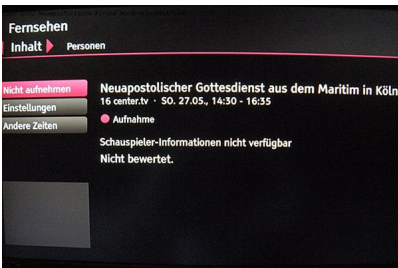 Fernsehen
Inhalt Personen
Nicht aufnehmen
Einstellungen
Andere Zeiten
Neuapostolischer Gottesdienst aus dem Maritim in Köln
16 center.tv · SO. 27.05., 14:30 - 16:35
Aufnahme
Schauspieler-Informationen nicht verfügbar
Nicht bewertet.